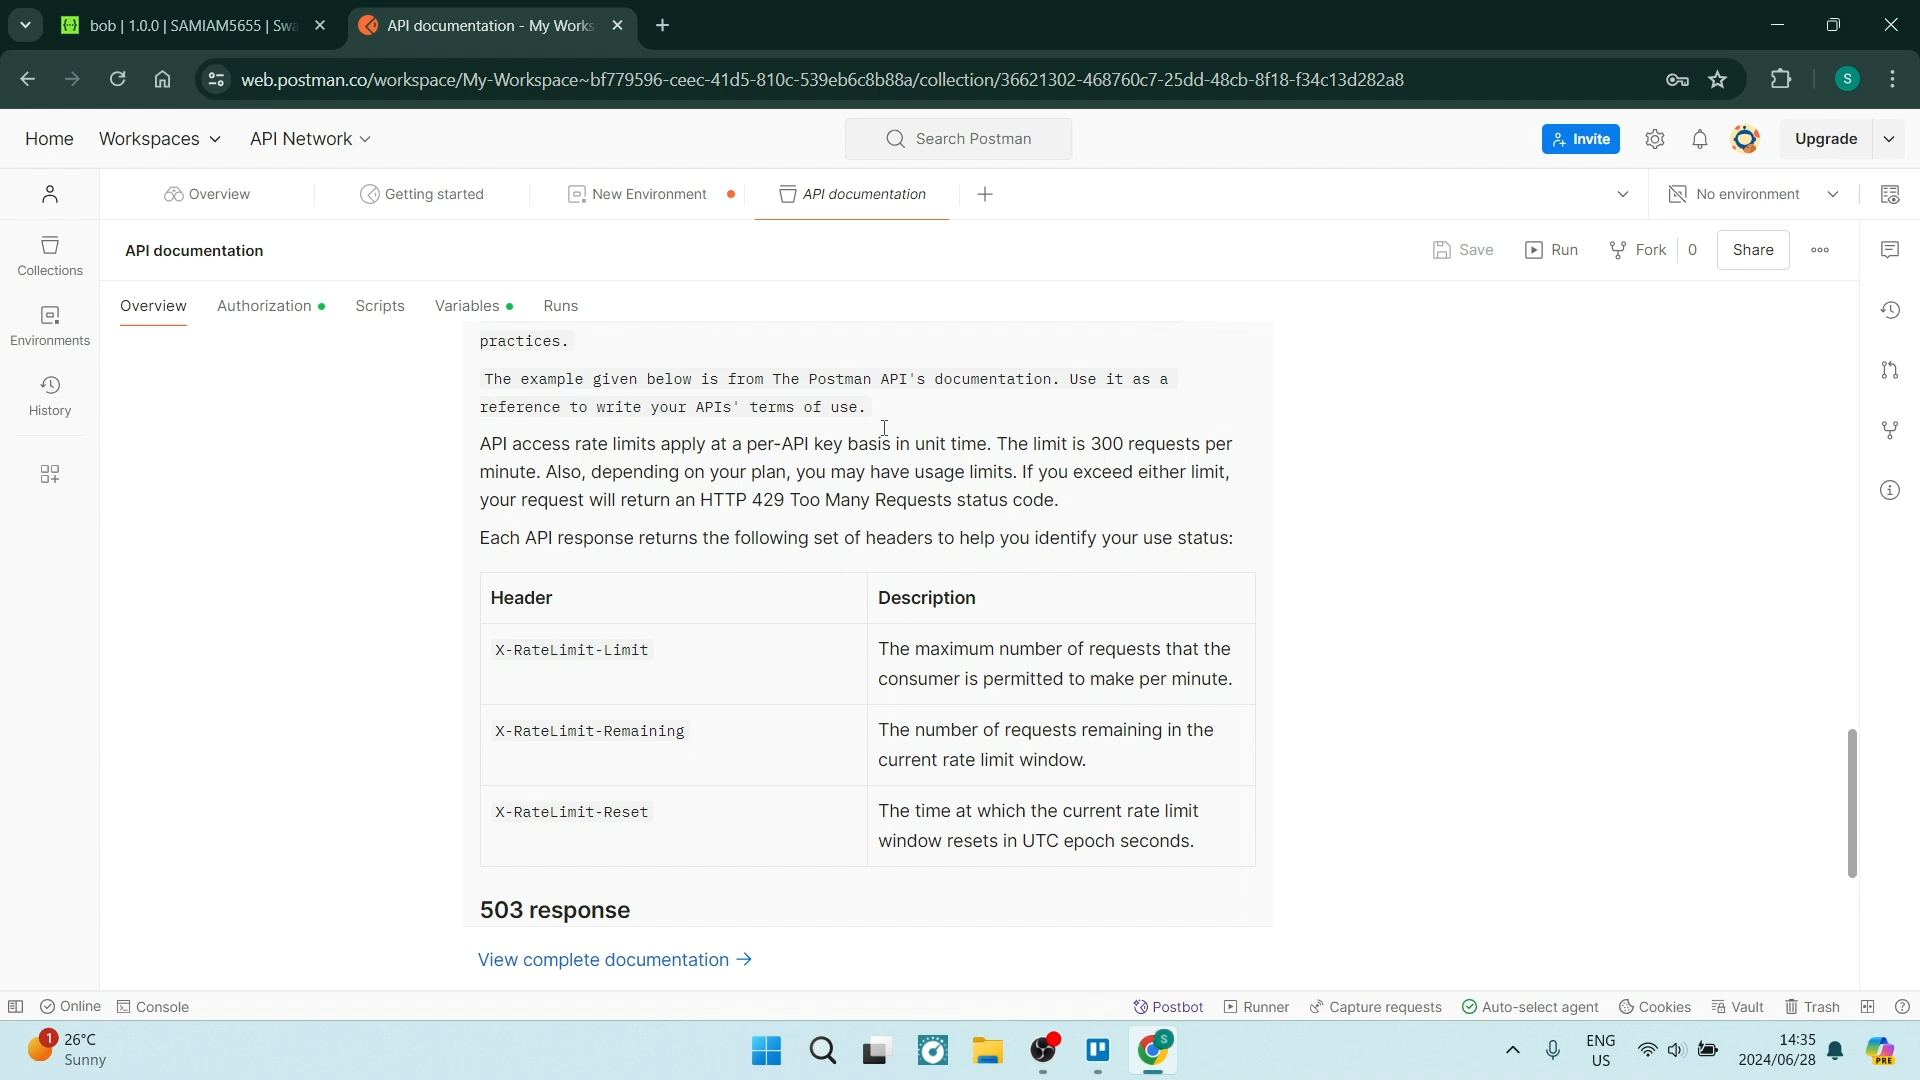 bob | 1.0.0 | SAMIAM5655 | Swa
API documentation - My Works
web.postman.co/workspace/My-Workspace~bf779596-ceec-41d5-810c-539eb6c8b88a/collection/36621302-468760c7-25dd-48cb-8f18-f34c13d282a8
S
Home Workspaces API Network Search Postman Invite Upgrade
Overview Getting started New Environment API documentation No environment
API documentation Save Run Fork 0 Share
Overview Authorization Scripts Variables Runs
Collections
Environments
History
practices.
The example given below is from The Postman API's documentation. Use it as a
reference to write your APIs' terms of use.
API access rate limits apply at a per-API key basis in unit time. The limit is 300 requests per
minute. Also, depending on your plan, you may have usage limits. If you exceed either limit,
your request will return an HTTP 429 Too Many Requests status code.
Each API response returns the following set of headers to help you identify your use status:
Header Description
X-RateLimit-Limit The maximum number of requests that the
consumer is permitted to make per minute.
X-RateLimit-Remaining The number of requests remaining in the
current rate limit window.
X-RateLimit-Reset The time at which the current rate limit
window resets in UTC epoch seconds.
503 response
View complete documentation →
Online Console Postbot Runner Capture requests Auto-select agent Cookies Vault Trash
1 26°C
Sunny
S
ENG
US
14:35
2024/06/28
PRE